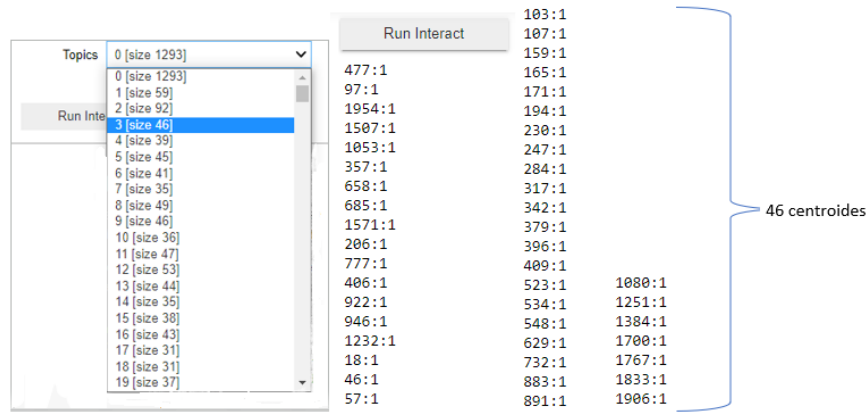 Topics 0 [size 1293]
0 [size 1293]
1 [size 59]
2 [size 92]
3 [size 46]
4 [size 39]
5 [size 45]
6 [size 41]
7 [size 35]
8 [size 49]
9 [size 46]
10 [size 36]
11 [size 47]
12 [size 53]
13 [size 44]
14 [size 35]
15 [size 38]
16 [size 43]
17 [size 31]
18 [size 31]
19 [size 37]
Run Inte
Run Interact
477:1
97:1
1954:1
1507:1
1053:1
357:1
658:1
685:1
1571:1
206:1
777:1
406:1
922:1
946:1
1232:1
18:1
46:1
57:1
103:1
107:1
159:1
165:1
171:1
194:1
230:1
247:1
284:1
317:1
342:1
379:1
396:1
409:1
523:1
534:1
548:1
629:1
732:1
883:1
891:1
1080:1
1251:1
1384:1
1700:1
1767:1
1833:1
1906:1
46 centroides